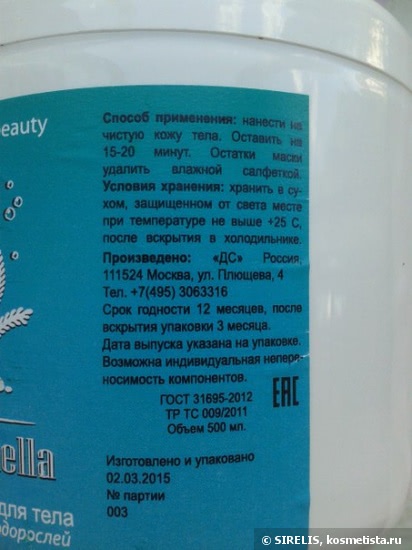 beauty
Способ применения: нанести на
чистую кожу тела. Оставить на
15-20 минут. Остатки маски
удалить влажной салфеткой.
Условия хранения: хранить в су-
хом, защищенном от света месте
при температуре не выше +25 С,
после вскрытия в холодильнике.
Произведено: «ДС» Россия,
111524 Москва, ул. Плющева, 4
Тел. +7(495) 3063316
Срок годности 12 месяцев, после
вскрытия упаковки 3 месяца.
Дата выпуска указана на упаковке.
Возможна индивидуальная непере-
носимость компонентов.
ГОСТ 31695-2012
ТР ТС 009/2011
Объем 500 мл.
EAC
ella
Изготовлено и упаковано
02.03.2015
№ партии
003
для тела
одорослей
© SIRELIS, kosmetista.ru